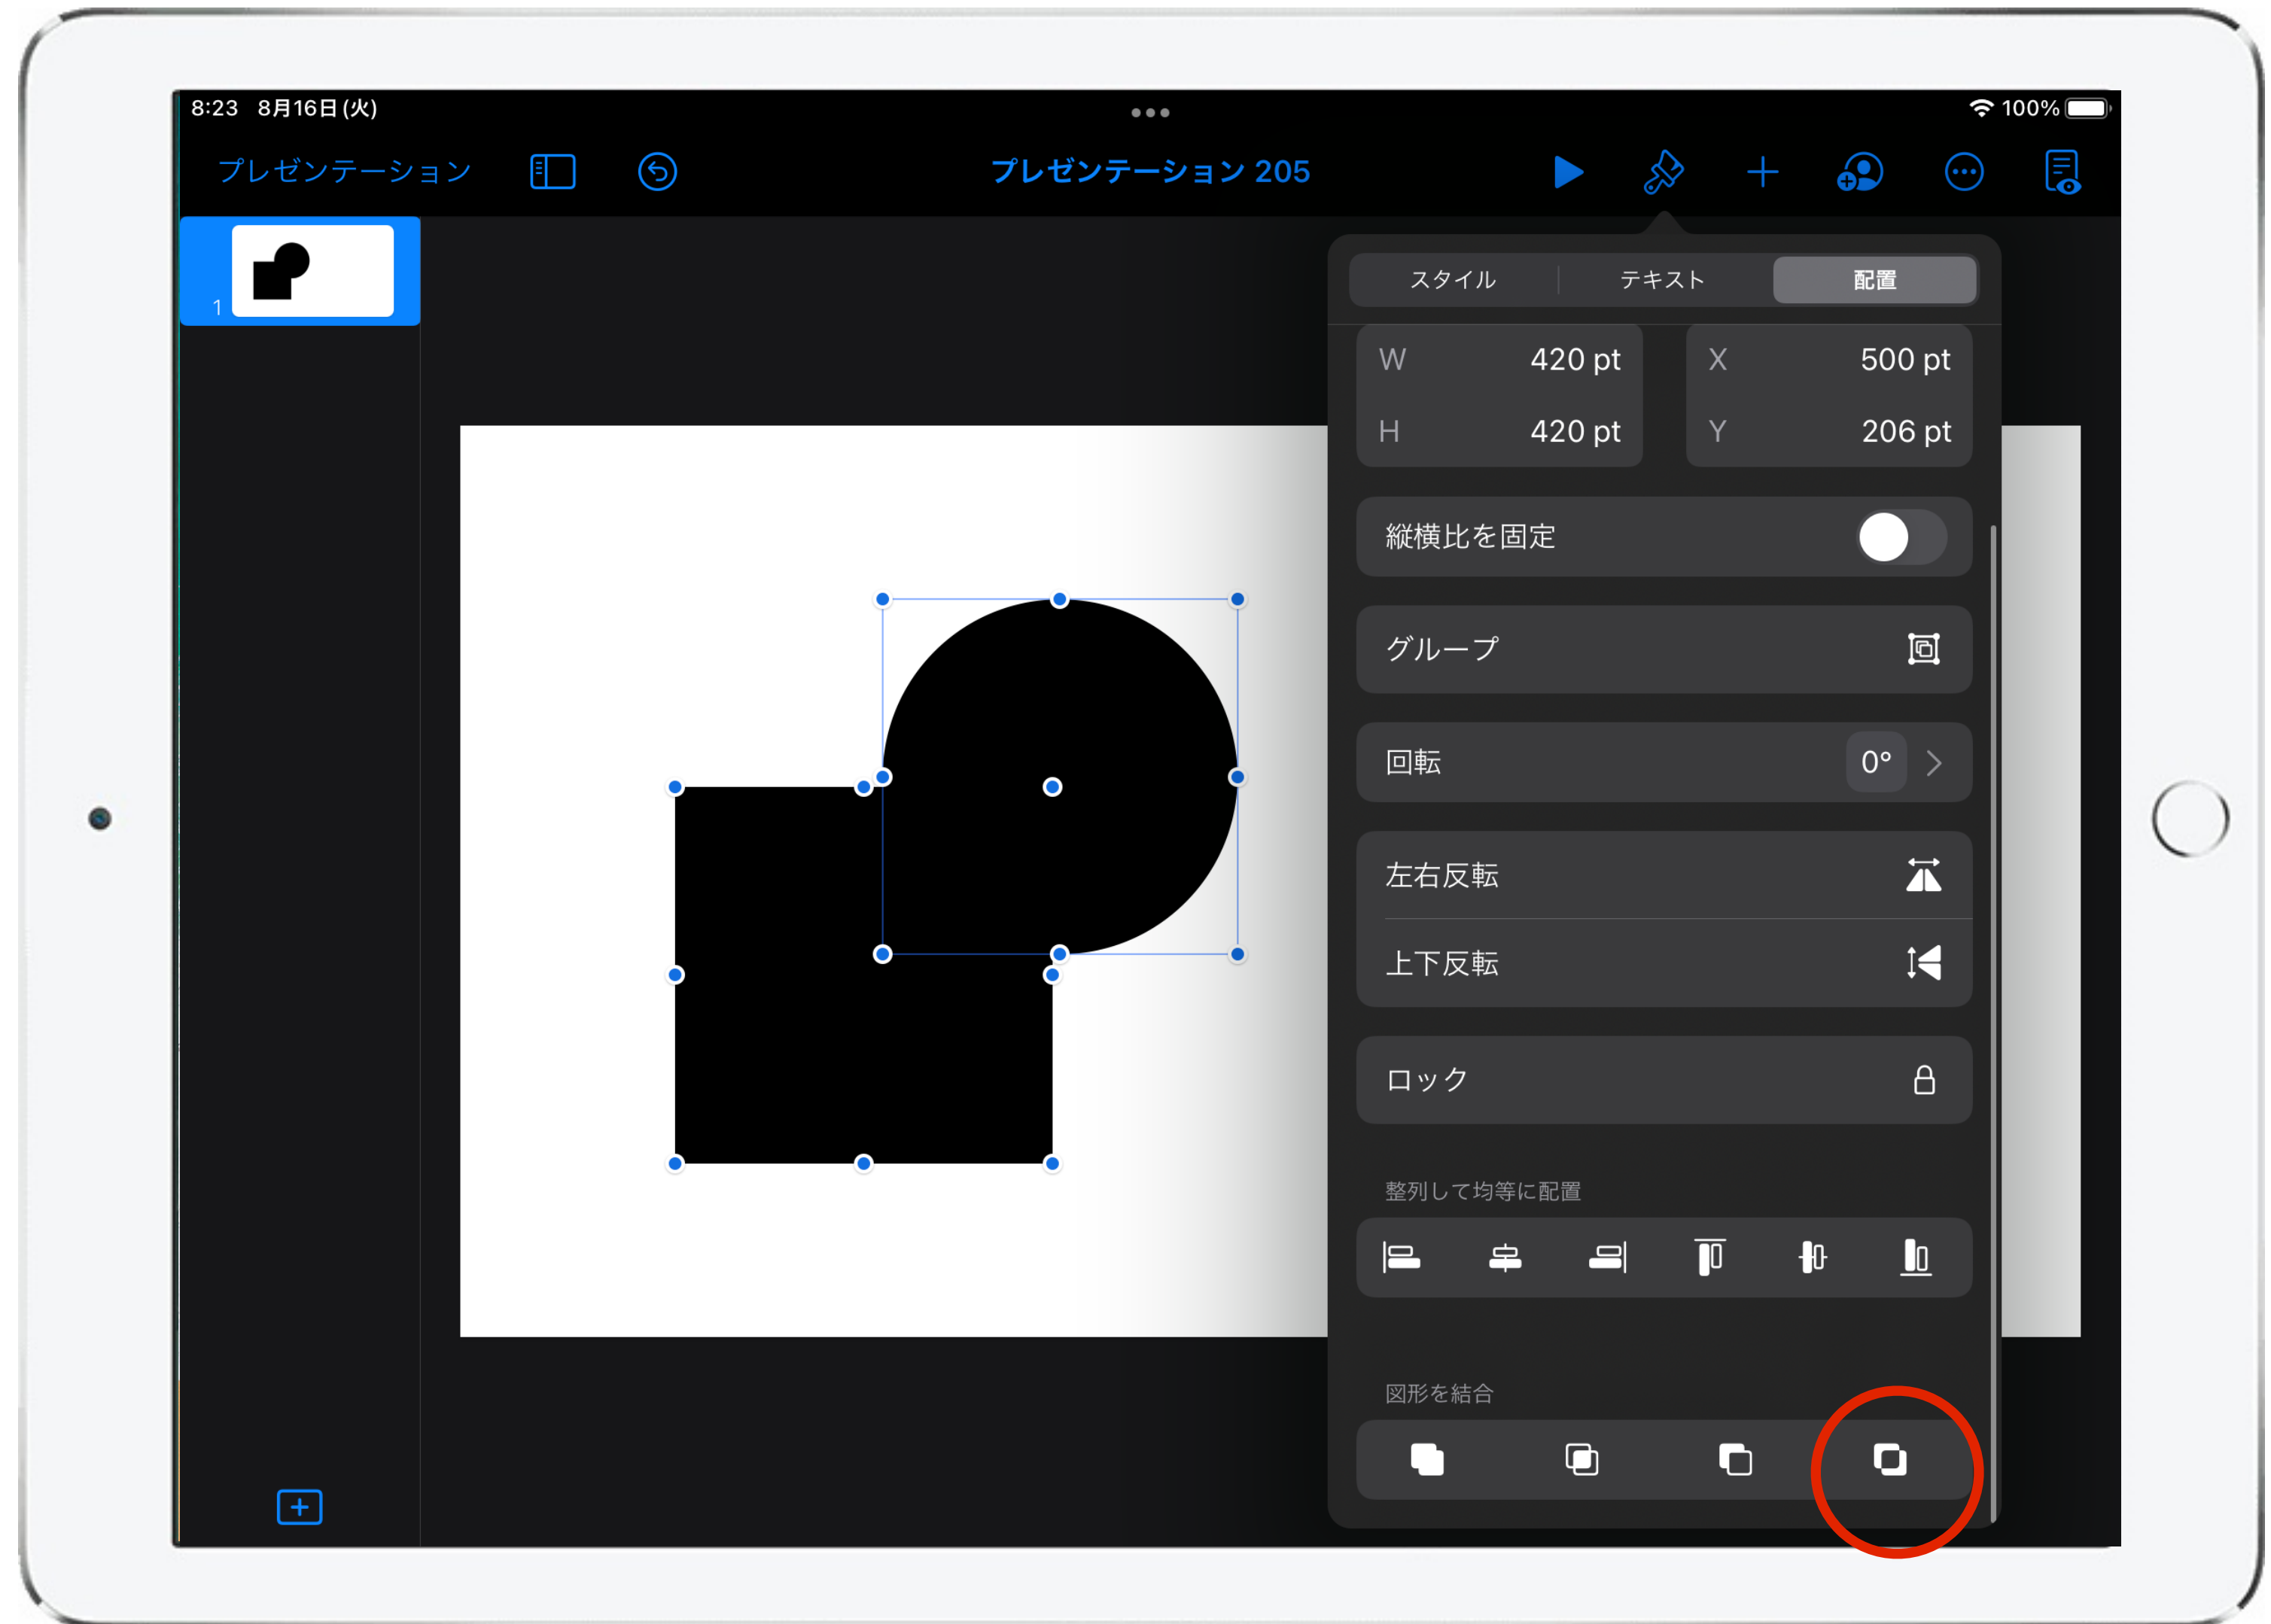 8:23 8月16日(火)
100%
プレゼンテーション
プレゼンテーション 205
1
スタイル
テキスト
配置
W 420 pt
X 500 pt
H 420 pt
Y 206 pt
縦横比を固定
グループ
回転 0°
左右反転
上下反転
ロック
整列して均等に配置
図形を結合